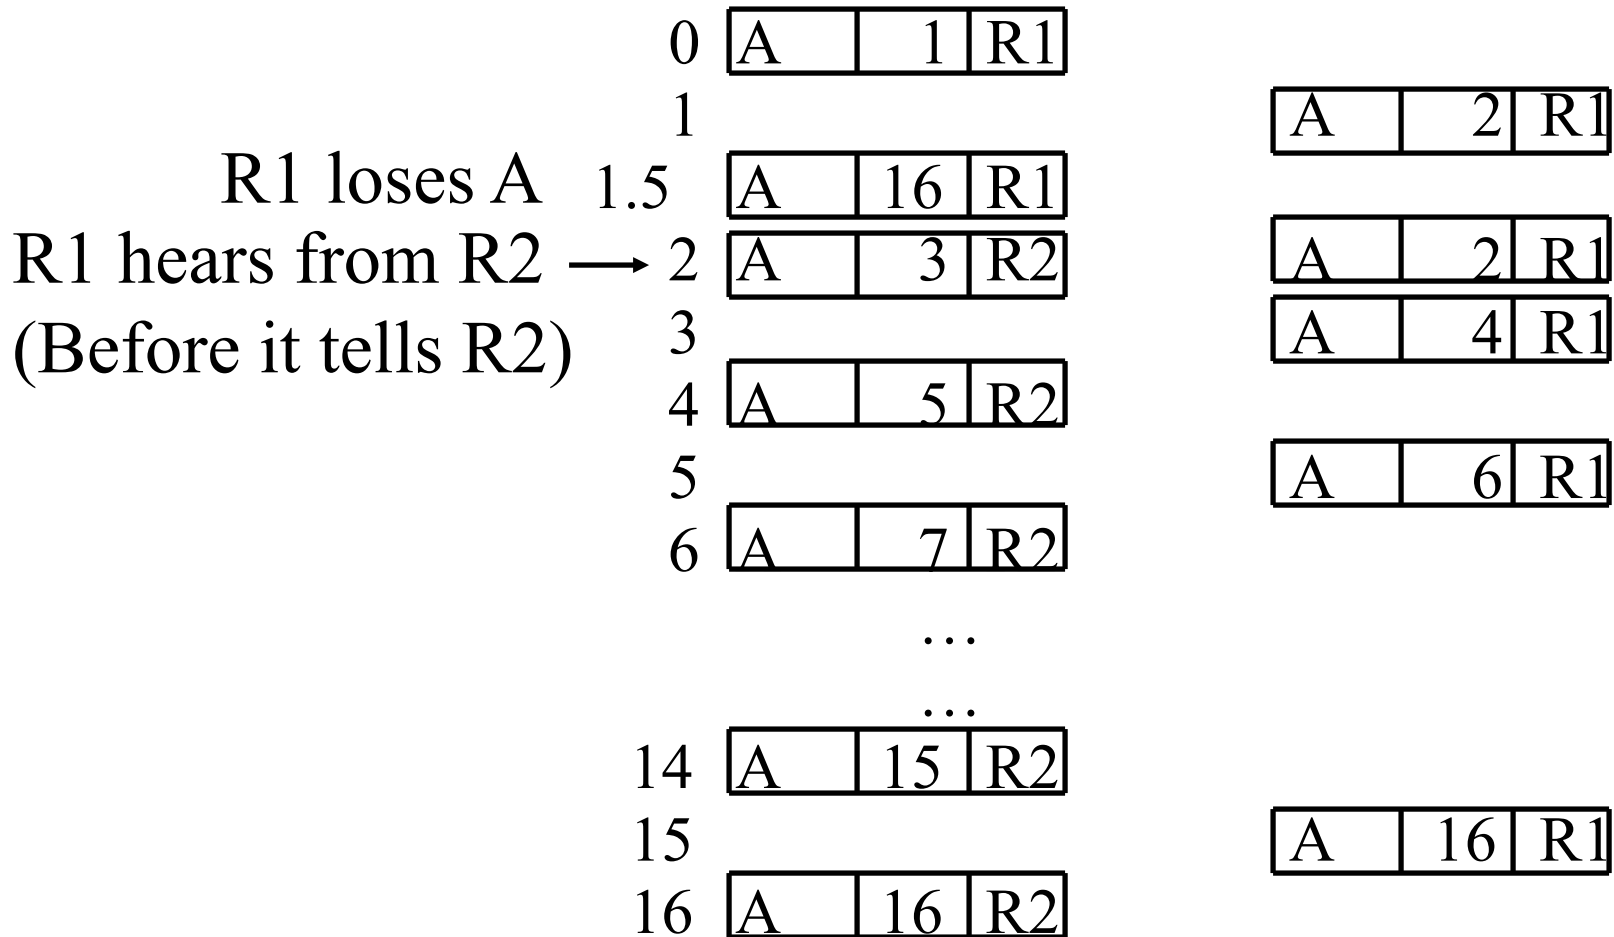 0 A 1 R1
1 A 2 R1
R1 loses A 1.5 A 16 R1
R1 hears from R2 2 A 3 R2 A 2 R1
(Before it tells R2) 3 A 4 R1
4 A 5 R2
5 A 6 R1
6 A 7 R2
…
…
14 A 15 R2
15 A 16 R1
16 A 16 R2